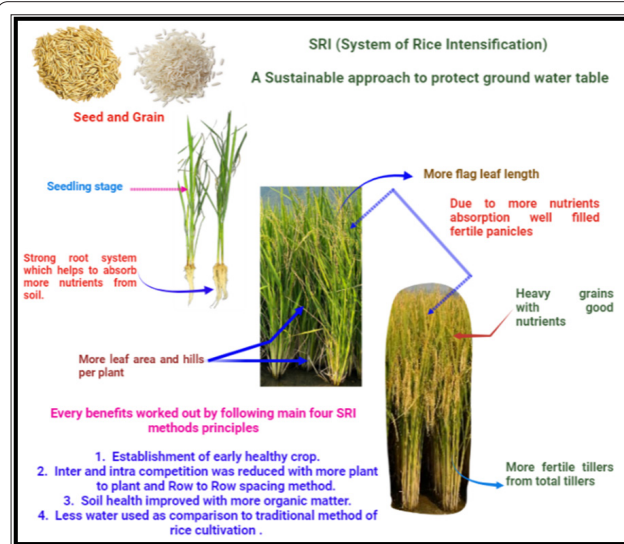 SRI (System of Rice Intensification)
A Sustainable approach to protect ground water table
Seed and Grain
Seedling stage
More flag leaf length
Due to more nutrients
absorption well filled
fertile panicles
Strong root system
which helps to absorb
more nutrients from
soil.
Heavy grains
with good
nutrients
More leaf area and hills
per plant
Every benefits worked out by following main four SRI
methods principles
1. Establishment of early healthy crop.
2. Inter and intra competition was reduced with more plant
to plant and Row to Row spacing method.
3. Soil health improved with more organic matter.
4. Less water used as comparison to traditional method of
rice cultivation .
More fertile tillers
from total tillers